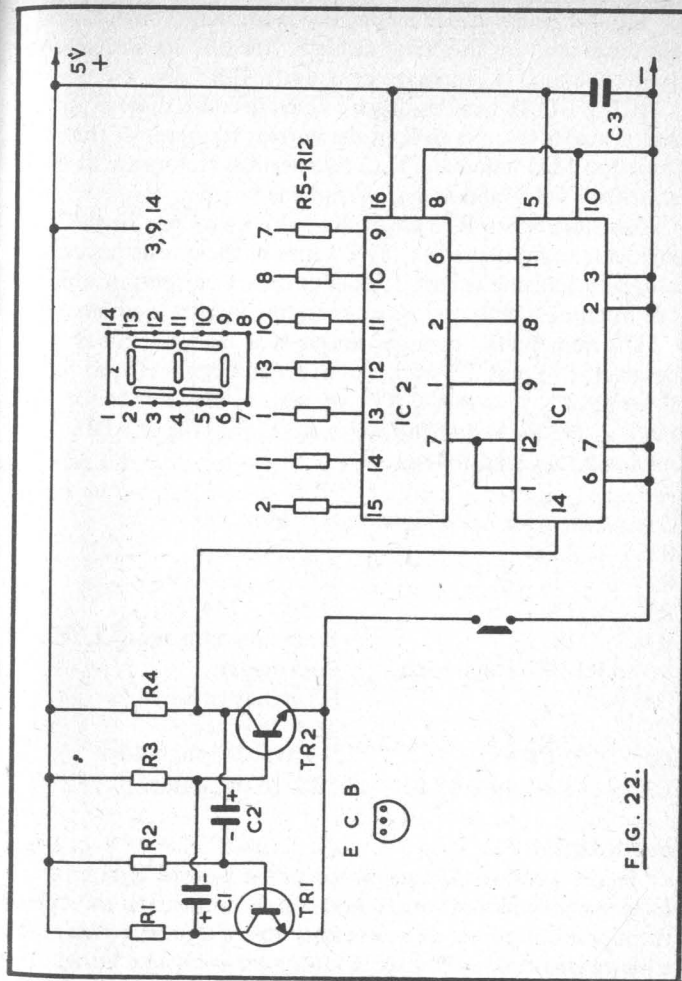 5V
+
3, 9, 14
R1
R2
R3
R4
+
-
C1
-
+
C2
TR1
TR2
E C B
1
2
3
4
5
6
7
14
13
12
11
10
9
8
2 11 1 13 10 8 7 R5-R12
15 14 13 12 11 10 9 16
IC 2
7 1 2 6 8
1 12 9 8 11 5
14
IC 1
10
6 7 2 3
C3
-
FIG. 22.